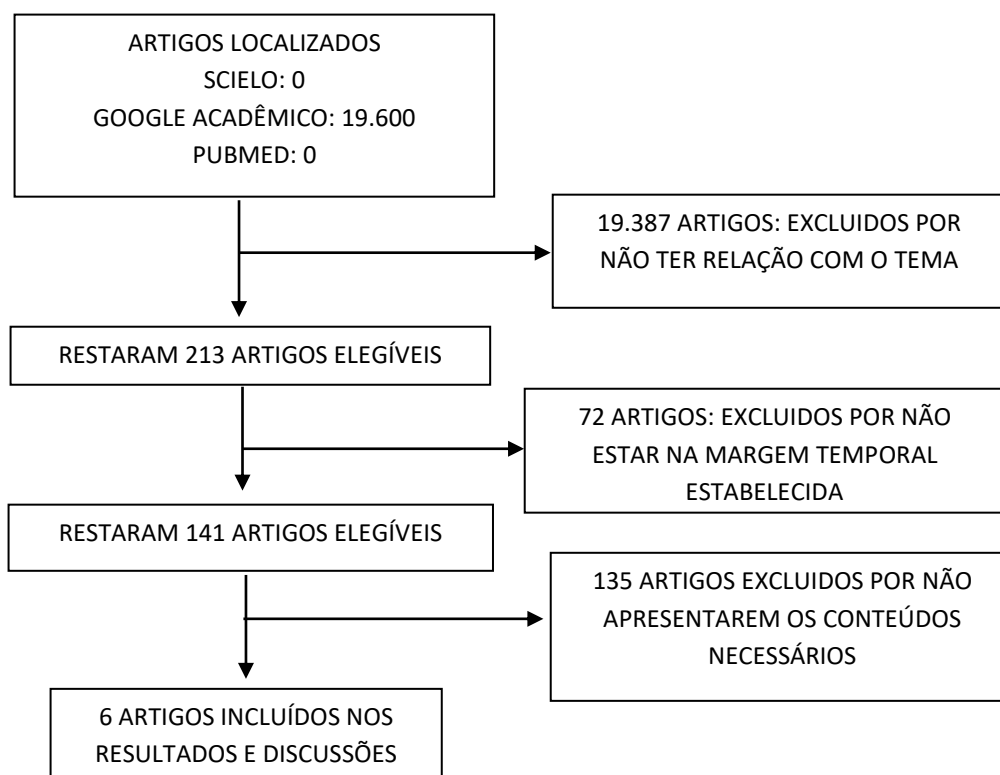 ARTIGOS LOCALIZADOS
SCIELO: 0
GOOGLE ACADÊMICO: 19.600
PUBMED: 0
19.387 ARTIGOS: EXCLUIDOS POR
NÃO TER RELAÇÃO COM O TEMA
RESTARAM 213 ARTIGOS ELEGÍVEIS
72 ARTIGOS: EXCLUIDOS POR NÃO
ESTAR NA MARGEM TEMPORAL
ESTABELECIDA
RESTARAM 141 ARTIGOS ELEGÍVEIS
135 ARTIGOS EXCLUIDOS POR NÃO
APRESENTAREM OS CONTEÚDOS
NECESSÁRIOS
6 ARTIGOS INCLUÍDOS NOS
RESULTADOS E DISCUSSÕES